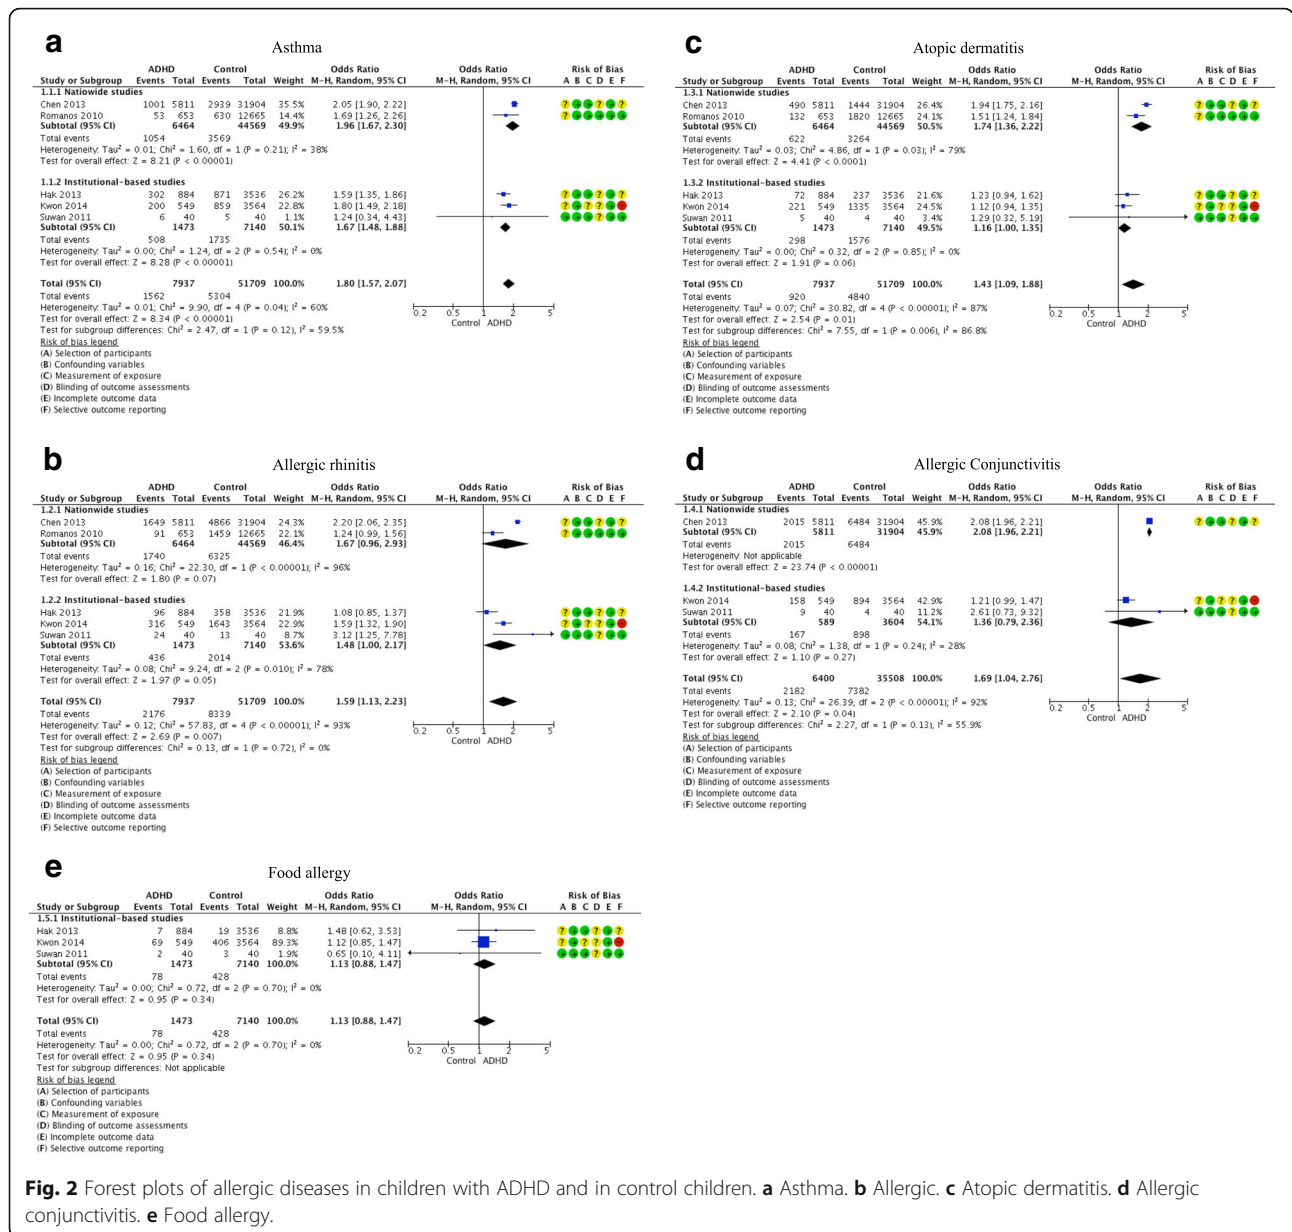 a
Asthma
ADHD Control Odds Ratio Odds Ratio Risk of Bias
Study or Subgroup Events Total Events Total Weight M-H, Random, 95% CI M-H, Random, 95% CI A B C D E F
1.1.1 Natiowide studies
Chen 2013 1001 5811 2939 31904 35.5% 2.05 [1.90, 2.22]
Romanos 2010 53 653 630 12665 14.4% 1.69 [1.26, 2.26]
Subtotal (95% CI) 6464 44569 49.9% 1.96 [1.67, 2.30]
Total events 1054 3569
Heterogeneity: Tau² = 0.01; Chi² = 1.60, df = 1 (P = 0.21); I² = 38%
Test for overall effect: Z = 8.21 (P < 0.00001)
1.1.2 Institutional-based studies
Hak 2013 302 884 871 3536 26.2% 1.59 [1.35, 1.86]
Kwon 2014 200 549 859 3564 22.8% 1.80 [1.49, 2.18]
Suwan 2011 6 40 5 40 1.1% 1.24 [0.34, 4.43]
Subtotal (95% CI) 1473 7140 50.1% 1.67 [1.48, 1.88]
Total events 508 1735
Heterogeneity: Tau² = 0.00; Chi² = 1.24, df = 2 (P = 0.54); I² = 0%
Test for overall effect: Z = 8.28 (P < 0.00001)
Total (95% CI) 7937 51709 100.0% 1.80 [1.57, 2.07]
Total events 1562 5304
Heterogeneity: Tau² = 0.01; Chi² = 9.90, df = 4 (P = 0.04); I² = 60%
Test for overall effect: Z = 8.34 (P < 0.00001)
Test for subgroup differences: Chi² = 2.47, df = 1 (P = 0.12), I² = 59.5%
0.2 0.5 1 2 5
Control ADHD
Risk of bias legend
(A) Selection of participants
(B) Confounding variables
(C) Measurement of exposure
(D) Blinding of outcome assessments
(E) Incomplete outcome data
(F) Selective outcome reporting
c
Atopic dermatitis
ADHD Control Odds Ratio Odds Ratio Risk of Bias
Study or Subgroup Events Total Events Total Weight M-H, Random, 95% CI M-H, Random, 95% CI A B C D E F
1.3.1 Nationwide studies
Chen 2013 490 5811 1444 31904 26.4% 1.94 [1.75, 2.16]
Romanos 2010 132 653 1820 12665 24.1% 1.51 [1.24, 1.84]
Subtotal (95% CI) 6464 44569 50.5% 1.74 [1.36, 2.22]
Total events 622 3264
Heterogeneity: Tau² = 0.03; Chi² = 4.86, df = 1 (P = 0.03); I² = 79%
Test for overall effect: Z = 4.41 (P < 0.0001)
1.3.2 Institutional-based studies
Hak 2013 72 884 237 3536 21.6% 1.23 [0.94, 1.62]
Kwon 2014 221 549 1335 3564 24.5% 1.12 [0.94, 1.35]
Suwan 2011 5 40 4 40 3.4% 1.29 [0.32, 5.19]
Subtotal (95% CI) 1473 7140 49.5% 1.16 [1.00, 1.35]
Total events 298 1576
Heterogeneity: Tau² = 0.00; Chi² = 0.32, df = 2 (P = 0.85); I² = 0%
Test for overall effect: Z = 1.91 (P = 0.06)
Total (95% CI) 7937 51709 100.0% 1.43 [1.09, 1.88]
Total events 920 4840
Heterogeneity: Tau² = 0.07; Chi² = 30.82, df = 4 (P < 0.00001); I² = 87%
Test for overall effect: Z = 2.54 (P = 0.01)
Test for subgroup differences: Chi² = 7.55, df = 1 (P = 0.006), I² = 86.8%
0.2 0.5 1 2 5
Control ADHD
Risk of bias legend
(A) Selection of participants
(B) Confounding variables
(C) Measurement of exposure
(D) Blinding of outcome assessments
(E) Incomplete outcome data
(F) Selective outcome reporting
b
Allergic rhinitis
ADHD Control Odds Ratio Odds Ratio Risk of Bias
Study or Subgroup Events Total Events Total Weight M-H, Random, 95% CI M-H, Random, 95% CI A B C D E F
1.2.1 Nationwide studies
Chen 2013 1649 5811 4866 31904 24.3% 2.20 [2.06, 2.35]
Romanos 2010 91 653 1459 12665 22.1% 1.24 [0.99, 1.56]
Subtotal (95% CI) 6464 44569 46.4% 1.67 [0.96, 2.93]
Total events 1740 6325
Heterogeneity: Tau² = 0.16; Chi² = 22.30, df = 1 (P < 0.00001); I² = 96%
Test for overall effect: Z = 1.80 (P = 0.07)
1.2.2 Institutional-based studies
Hak 2013 96 884 358 3536 21.9% 1.08 [0.85, 1.37]
Kwon 2014 316 549 1643 3564 22.9% 1.59 [1.32, 1.90]
Suwan 2011 24 40 13 40 8.7% 3.12 [1.25, 7.78]
Subtotal (95% CI) 1473 7140 53.6% 1.48 [1.00, 2.17]
Total events 436 2014
Heterogeneity: Tau² = 0.08; Chi² = 9.24, df = 2 (P = 0.010); I² = 78%
Test for overall effect: Z = 1.97 (P = 0.05)
Total (95% CI) 7937 51709 100.0% 1.59 [1.13, 2.23]
Total events 2176 8339
Heterogeneity: Tau² = 0.12; Chi² = 57.83, df = 4 (P < 0.00001); I² = 93%
Test for overall effect: Z = 2.69 (P = 0.007)
Test for subgroup differences: Chi² = 0.13, df = 1 (P = 0.72), I² = 0%
0.2 0.5 1 2 5
Control ADHD
Risk of bias legend
(A) Selection of participants
(B) Confounding variables
(C) Measurement of exposure
(D) Blinding of outcome assessments
(E) Incomplete outcome data
(F) Selective outcome reporting
d
Allergic Conjunctivitis
ADHD Control Odds Ratio Odds Ratio Risk of Bias
Study or Subgroup Events Total Events Total Weight M-H, Random, 95% CI M-H, Random, 95% CI A B C D E F
1.4.1 Nationwide studies
Chen 2013 2015 5811 6484 31904 45.9% 2.08 [1.96, 2.21]
Subtotal (95% CI) 5811 31904 45.9% 2.08 [1.96, 2.21]
Total events 2015 6484
Heterogeneity: Not applicable
Test for overall effect: Z = 23.74 (P < 0.00001)
1.4.2 Institutional-based studies
Kwon 2014 158 549 894 3564 42.9% 1.21 [0.99, 1.47]
Suwan 2011 9 40 4 40 11.2% 2.61 [0.73, 9.32]
Subtotal (95% CI) 589 3604 54.1% 1.36 [0.79, 2.36]
Total events 167 898
Heterogeneity: Tau² = 0.08; Chi² = 1.38, df = 1 (P = 0.24); I² = 28%
Test for overall effect: Z = 1.10 (P = 0.27)
Total (95% CI) 6400 35508 100.0% 1.69 [1.04, 2.76]
Total events 2182 7382
Heterogeneity: Tau² = 0.13; Chi² = 26.39, df = 2 (P < 0.00001); I² = 92%
Test for overall effect: Z = 2.10 (P = 0.04)
Test for subgroup differences: Chi² = 2.27, df = 1 (P = 0.13), I² = 55.9%
0.2 0.5 1 2 5
Control ADHD
Risk of bias legend
(A) Selection of participants
(B) Confounding variables
(C) Measurement of exposure
(D) Blinding of outcome assessments
(E) Incomplete outcome data
(F) Selective outcome reporting
e
Food allergy
ADHD Control Odds Ratio Odds Ratio Risk of Bias
Study or Subgroup Events Total Events Total Weight M-H, Random, 95% CI M-H, Random, 95% CI A B C D E F
1.5.1 Institutional-based studies
Hak 2013 7 884 19 3536 8.8% 1.48 [0.62, 3.53]
Kwon 2014 69 549 406 3564 89.3% 1.12 [0.85, 1.47]
Suwan 2011 2 40 3 40 1.9% 0.65 [0.10, 4.11]
Subtotal (95% CI) 1473 7140 100.0% 1.13 [0.88, 1.47]
Total events 78 428
Heterogeneity: Tau² = 0.00; Chi² = 0.72, df = 2 (P = 0.70); I² = 0%
Test for overall effect: Z = 0.95 (P = 0.34)
Total (95% CI) 1473 7140 100.0% 1.13 [0.88, 1.47]
Total events 78 428
Heterogeneity: Tau² = 0.00; Chi² = 0.72, df = 2 (P = 0.70); I² = 0%
Test for overall effect: Z = 0.95 (P = 0.34)
Test for subgroup differences: Not applicable
0.2 0.5 1 2 5
Control ADHD
Risk of bias legend
(A) Selection of participants
(B) Confounding variables
(C) Measurement of exposure
(D) Blinding of outcome assessments
(E) Incomplete outcome data
(F) Selective outcome reporting
Fig. 2 Forest plots of allergic diseases in children with ADHD and in control children. a Asthma. b Allergic. c Atopic dermatitis. d Allergic
conjunctivitis. e Food allergy.